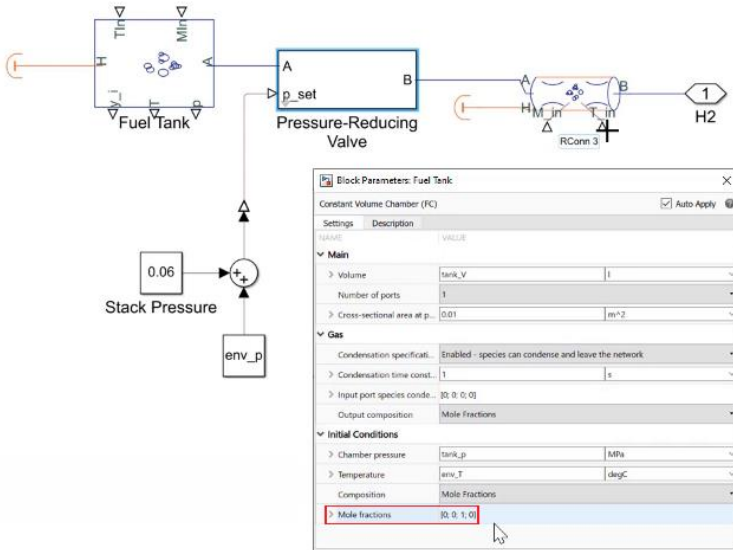 TIn
MIn
H
A
y_i
T
p
Fuel Tank
A
B
p_set
Pressure-Reducing
Valve
A
B
H
M_in
T_in
RConn 3
1
H2
0.06
Stack Pressure
env_p
Block Parameters: Fuel Tank
Constant Volume Chamber (FC)
Auto Apply
Settings Description
NAME VALUE
Main
Volume tank_V l
Number of ports 1
Cross-sectional area at p... 0.01 m^2
Gas
Condensation specificati... Enabled - species can condense and leave the network
Condensation time const... 1 s
Input port species conde... [0; 0; 0; 0]
Output composition Mole Fractions
Initial Conditions
Chamber pressure tank_p MPa
Temperature env_T degC
Composition Mole Fractions
Mole fractions [0; 0; 1; 0]